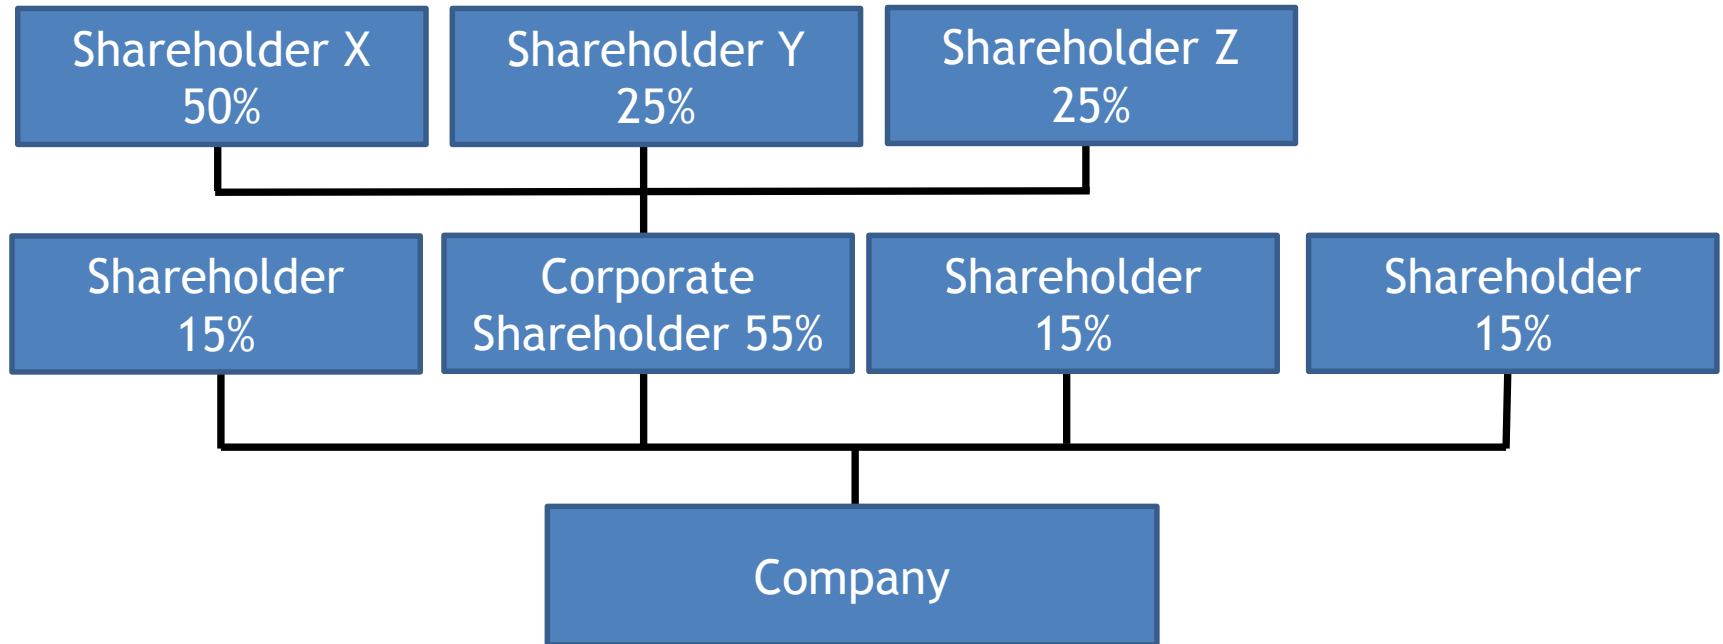 Shareholder X
50%
Shareholder Y
25%
Shareholder Z
25%
Shareholder
15%
Corporate
Shareholder 55%
Shareholder
15%
Shareholder
15%
Company